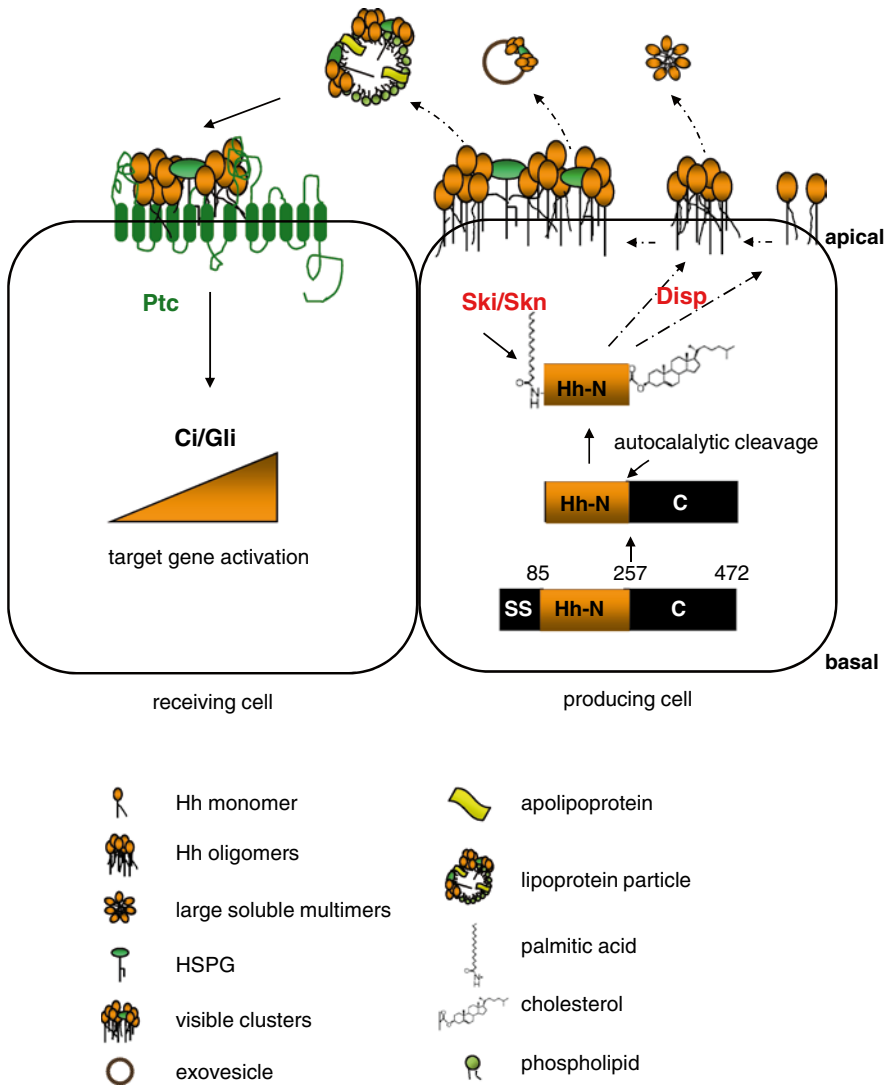 apical
Ptc
Ski/Skn
Disp
O
N
H
Hh-N
O
O
Ci/Gli
autocalalytic cleavage
Hh-N
C
target gene activation
85
257
472
SS
Hh-N
C
basal
receiving cell
producing cell
Hh monomer
apolipoprotein
Hh oligomers
lipoprotein particle
large soluble multimers
palmitic acid
HSPG
cholesterol
visible clusters
phospholipid
exovesicle